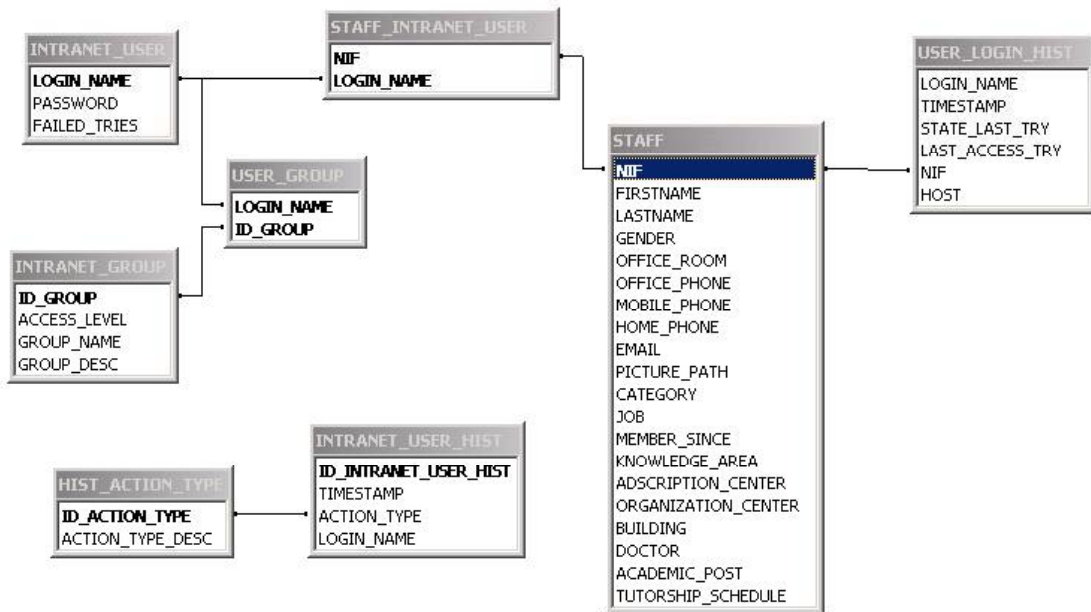 INTRANET_USER
LOGIN_NAME
PASSWORD
FAILED_TRIES
STAFF_INTRANET_USER
NIF
LOGIN_NAME
USER_LOGIN_HIST
LOGIN_NAME
TIMESTAMP
STATE_LAST_TRY
LAST_ACCESS_TRY
NIF
HOST
STAFF
NIF
FIRSTNAME
LASTNAME
GENDER
OFFICE_ROOM
OFFICE_PHONE
MOBILE_PHONE
HOME_PHONE
EMAIL
PICTURE_PATH
CATEGORY
JOB
MEMBER_SINCE
KNOWLEDGE_AREA
ADSCRIPTION_CENTER
ORGANIZATION_CENTER
BUILDING
DOCTOR
ACADEMIC_POST
TUTORSHIP_SCHEDULE
USER_GROUP
LOGIN_NAME
ID_GROUP
INTRANET_GROUP
ID_GROUP
ACCESS_LEVEL
GROUP_NAME
GROUP_DESC
INTRANET_USER_HIST
ID_INTRANET_USER_HIST
TIMESTAMP
ACTION_TYPE
LOGIN_NAME
HIST_ACTION_TYPE
ID_ACTION_TYPE
ACTION_TYPE_DESC